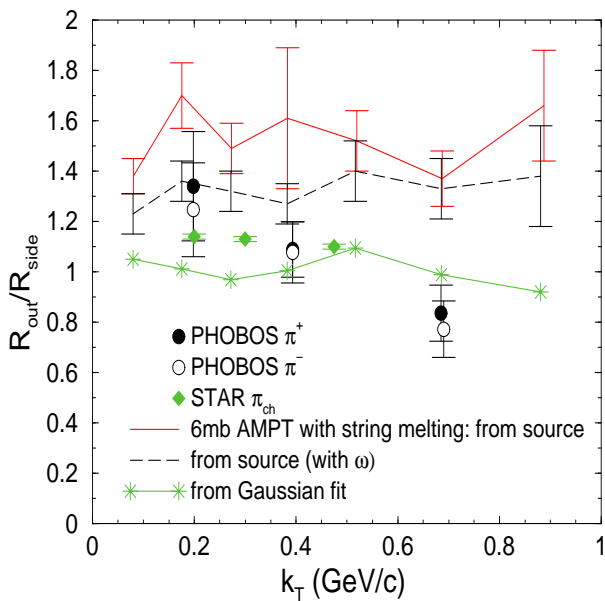 2
1.8
1.6
1.4
1.2
1
0.8
0.6
0.4
0.2
0
R_out/R_side
PHOBOS π⁺
PHOBOS π⁻
STAR π_ch
6mb AMPT with string melting: from source
from source (with ω)
from Gaussian fit
0 0.2 0.4 0.6 0.8 1
k_T (GeV/c)